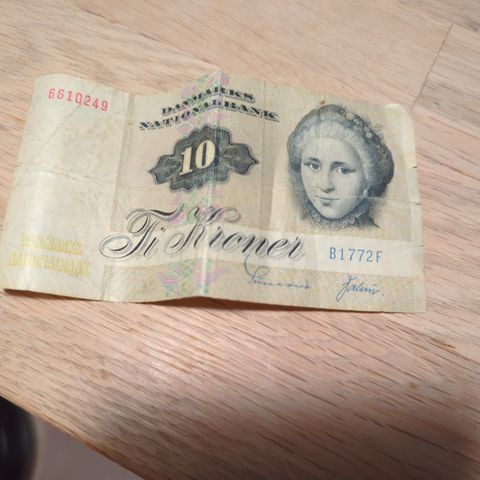 6610249
DANMARKS
NATIONALBANK
10
Ti Kroner
B1772F
DANMARKS
NATIONALBANK